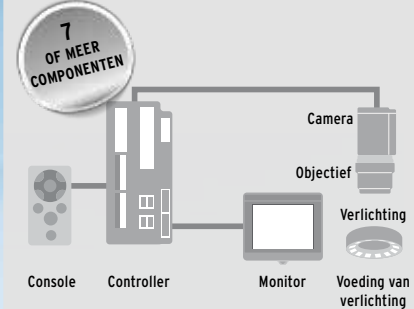 7
OF MEER
COMPONENTEN
Camera
Objectief
Verlichting
Console
Controller
Monitor
Voeding van
verlichting